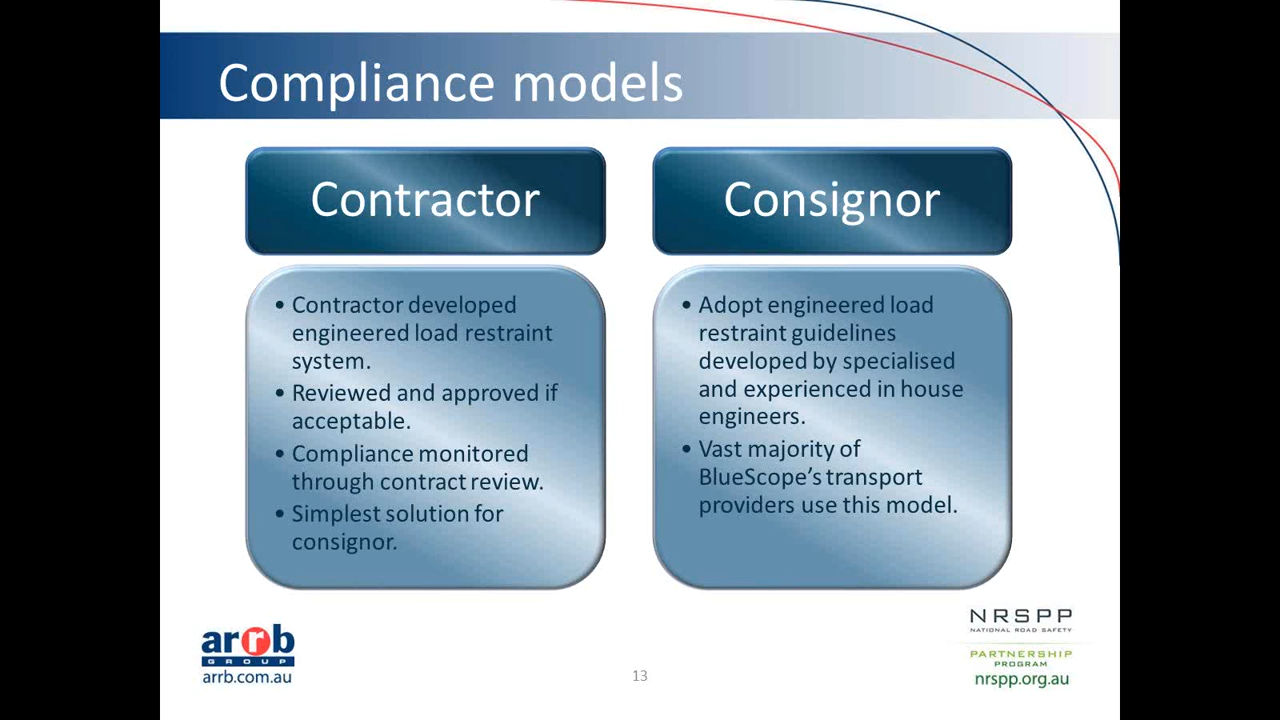 Compliance models
Contractor
• Contractor developed
engineered load restraint
system.
• Reviewed and approved if
acceptable.
• Compliance monitored
through contract review.
• Simplest solution for
consignor.
Consignor
• Adopt engineered load
restraint guidelines
developed by specialised
and experienced in house
engineers.
• Vast majority of
BlueScope's transport
providers use this model.
arrb
GROUP
arrb.com.au
13
NRSPP
NATIONAL ROAD SAFETY
PARTNERSHIP
PROGRAM
nrspp.org.au